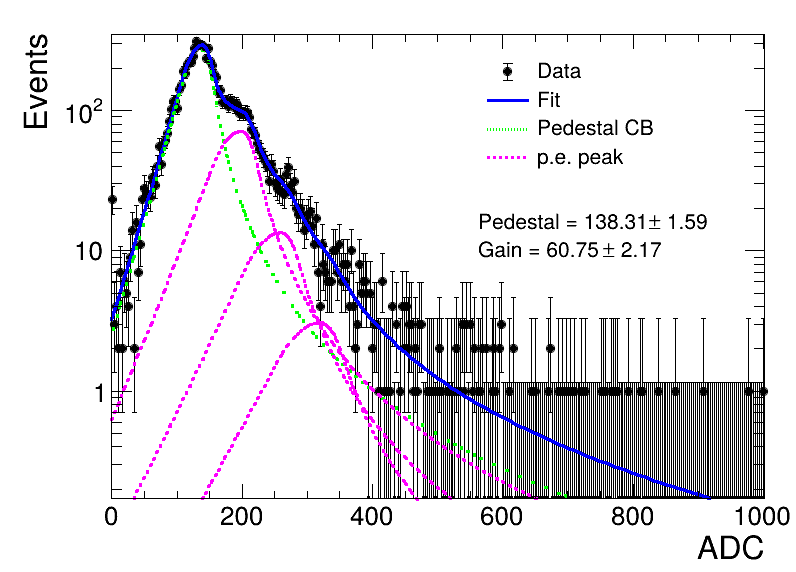 Events
10²
10
1
Data
Fit
Pedestal CB
p.e. peak
Pedestal = 138.31± 1.59
Gain = 60.75 ± 2.17
0 200 400 600 800 1000
ADC